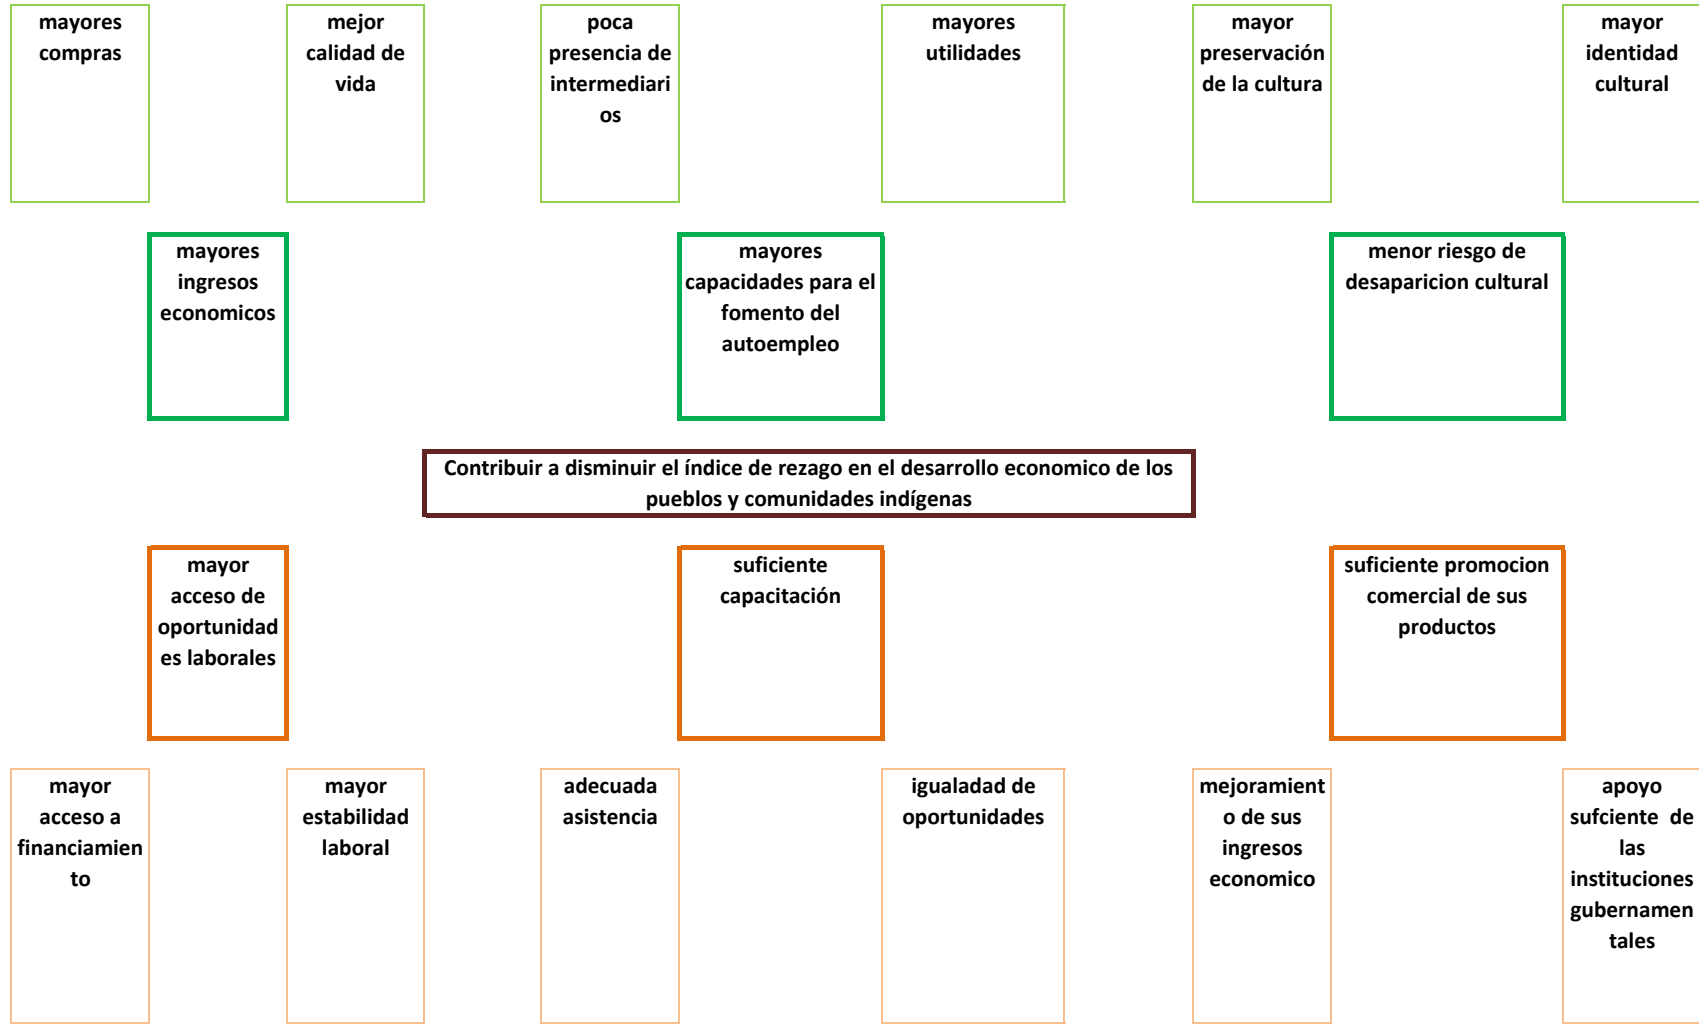 mayores
compras
mejor
calidad de
vida
poca
presencia de
intermediari
os
mayores
utilidades
mayor
preservación
de la cultura
mayor
identidad
cultural
mayores
ingresos
economicos
mayores
capacidades para el
fomento del
autoempleo
menor riesgo de
desaparicion cultural
Contribuir a disminuir el índice de rezago en el desarrollo economico de los
pueblos y comunidades indígenas
mayor
acceso de
oportunidad
es laborales
suficiente
capacitación
suficiente promocion
comercial de sus
productos
mayor
acceso a
financiamien
to
mayor
estabilidad
laboral
adecuada
asistencia
igualadad de
oportunidades
mejoramient
o de sus
ingresos
economico
apoyo
sufciente  de
las
instituciones
gubernamen
tales